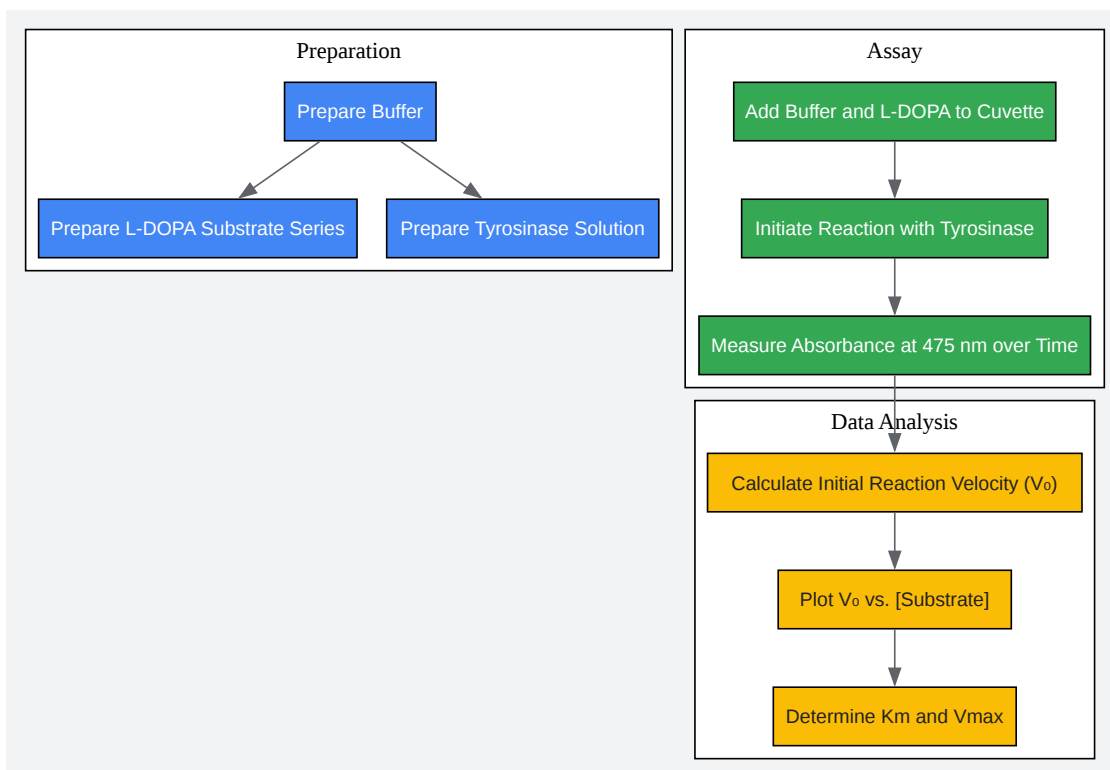 Preparation
Prepare Buffer
Prepare L-DOPA Substrate Series
Prepare Tyrosinase Solution
Assay
Add Buffer and L-DOPA to Cuvette
Initiate Reaction with Tyrosinase
Measure Absorbance at 475 nm over Time
Data Analysis
Calculate Initial Reaction Velocity (V₀)
Plot V₀ vs. [Substrate]
Determine Km and Vmax